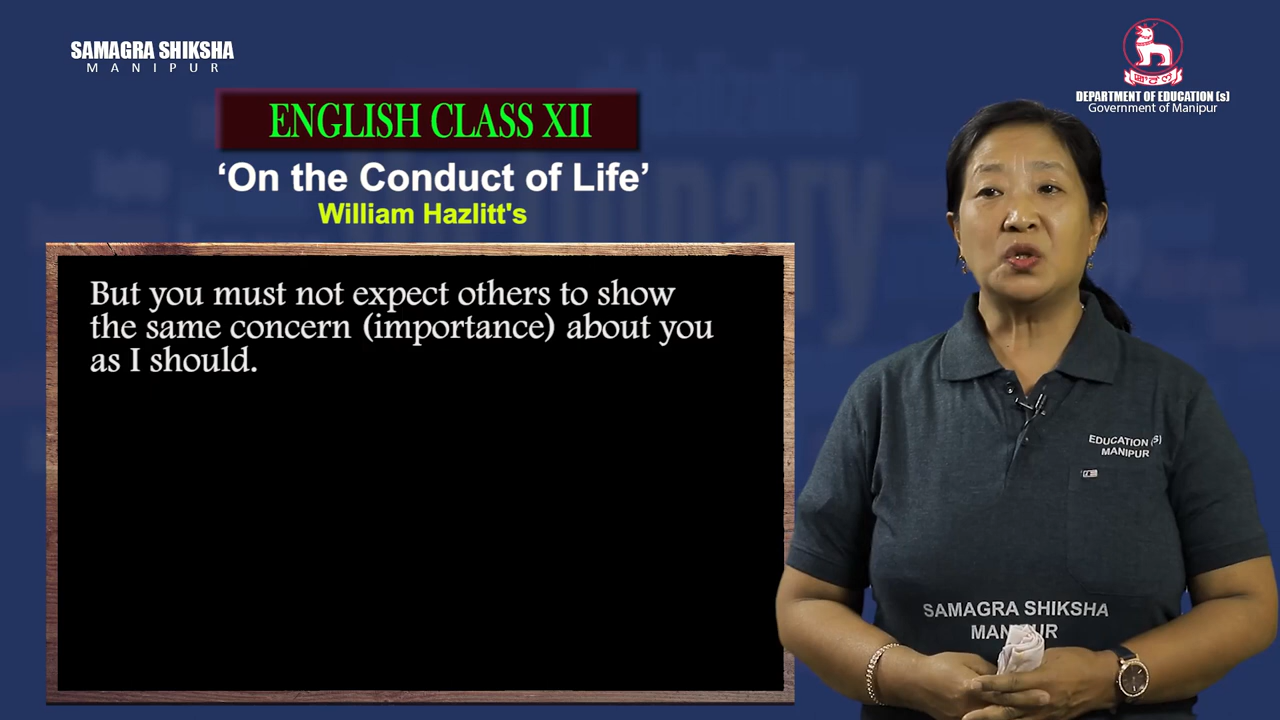 SAMAGRA SHIKSHA
MANIPUR
DEPARTMENT OF EDUCATION (s)
Government of Manipur
ENGLISH CLASS XII
‘On the Conduct of Life’
William Hazlitt's
But you must not expect others to show
the same concern (importance) about you
as I should.
EDUCATION (S)
MANIPUR
SAMAGRA SHIKSHA